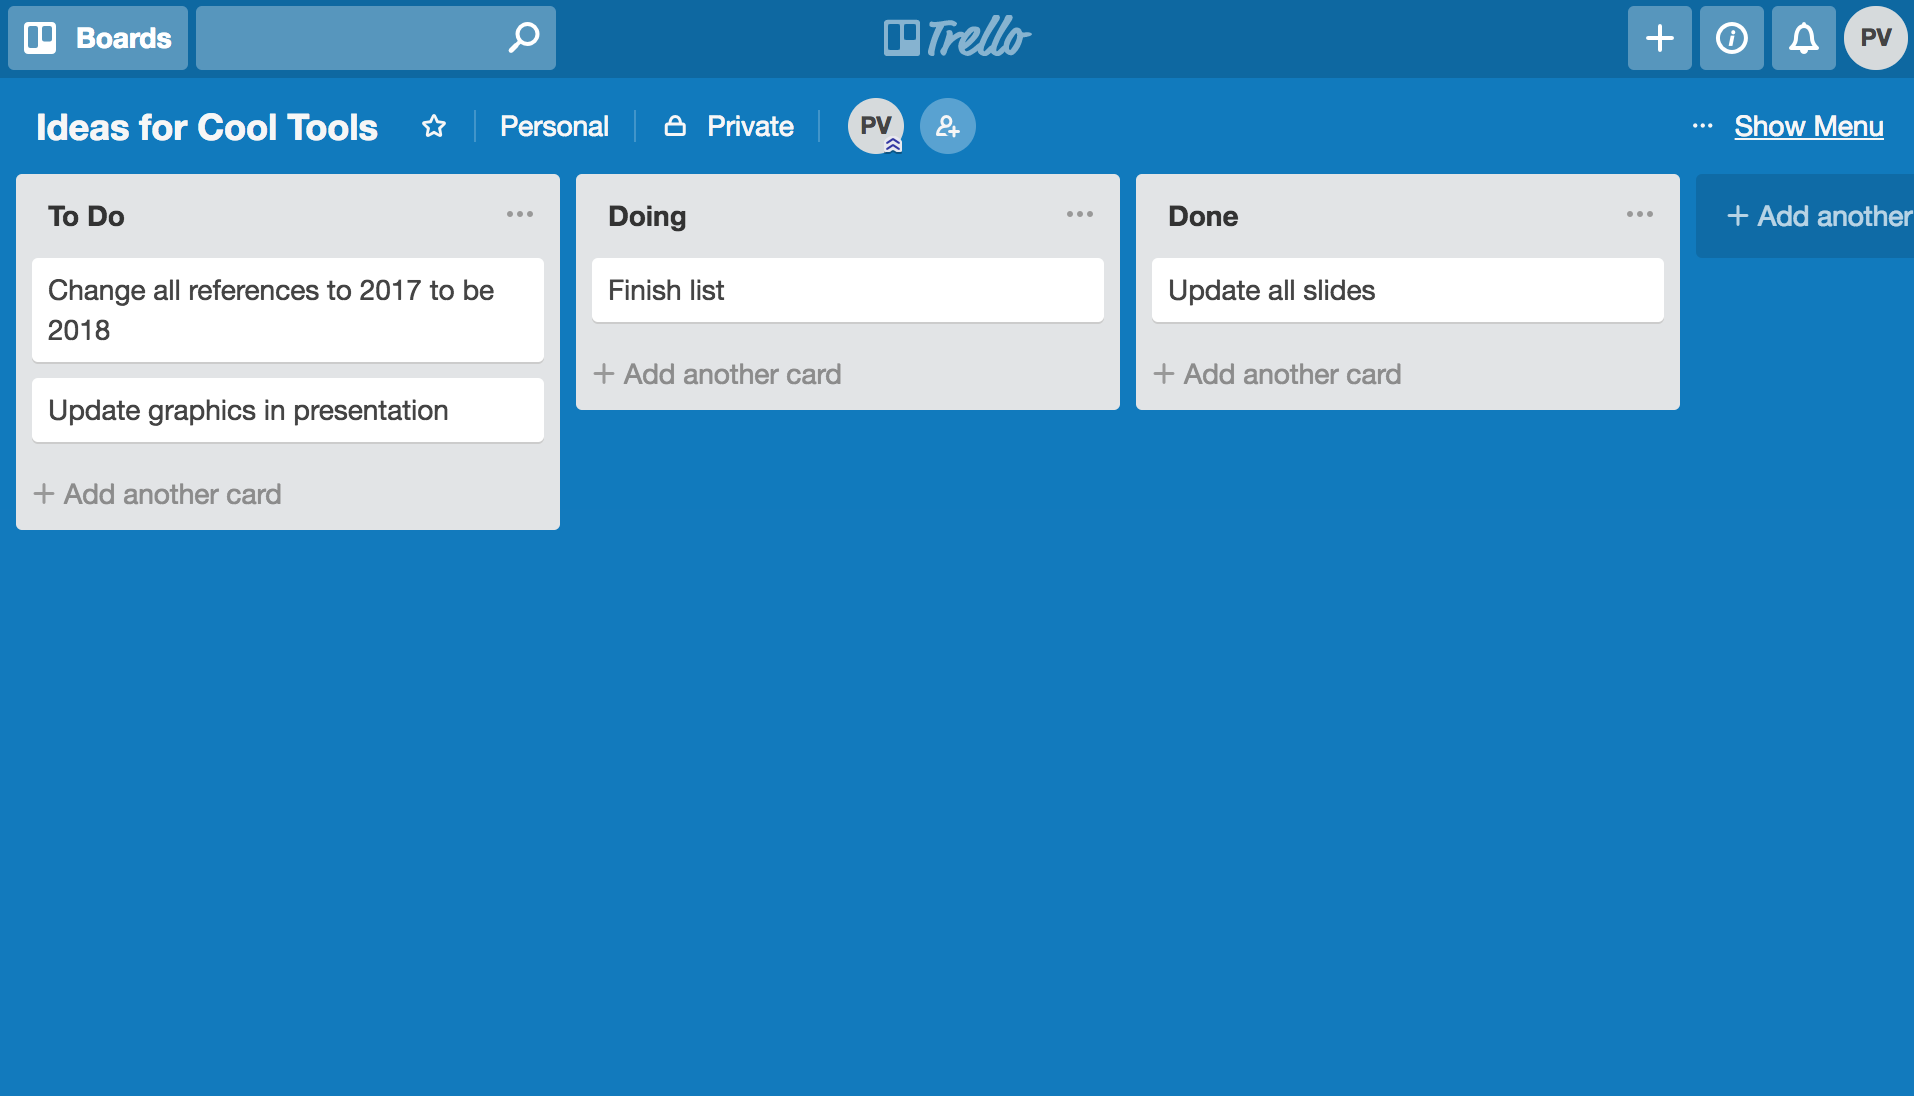 Boards
Trello
PV
Ideas for Cool Tools
Personal
Private
PV
Show Menu
To Do
Change all references to 2017 to be
2018
Update graphics in presentation
+ Add another card
Doing
Finish list
+ Add another card
Done
Update all slides
+ Add another card
+ Add another